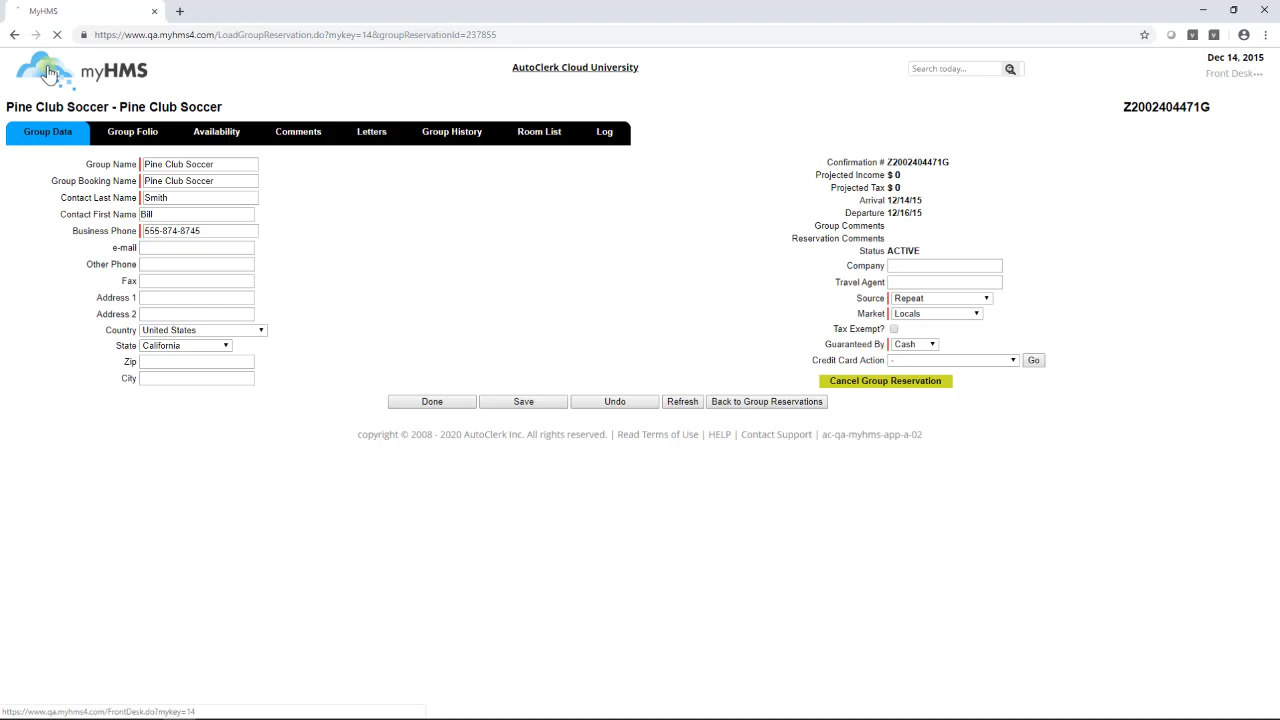 MyHMS
https://www.qa.myhms4.com/LoadGroupReservation.do?mykey=14&groupReservationId=237855
myHMS
AutoClerk Cloud University
Search today...
Dec 14, 2015
Front Desk•••
Pine Club Soccer - Pine Club Soccer
Z2002404471G
Group Data Group Folio Availability Comments Letters Group History Room List Log
Group Name Pine Club Soccer
Group Booking Name Pine Club Soccer
Contact Last Name Smith
Contact First Name Bill
Business Phone 555-874-8745
e-mail
Other Phone
Fax
Address 1
Address 2
Country United States
State California
Zip
City
Confirmation # Z2002404471G
Projected Income $ 0
Projected Tax $ 0
Arrival 12/14/15
Departure 12/16/15
Group Comments
Reservation Comments
Status ACTIVE
Company
Travel Agent
Source Repeat
Market Locals
Tax Exempt?
Guaranteed By Cash
Credit Card Action - Go
Cancel Group Reservation
Done Save Undo Refresh Back to Group Reservations
copyright © 2008 - 2020 AutoClerk Inc. All rights reserved. | Read Terms of Use | HELP | Contact Support | ac-qa-myhms-app-a-02
https://www.qa.myhms4.com/FrontDesk.do?mykey=14